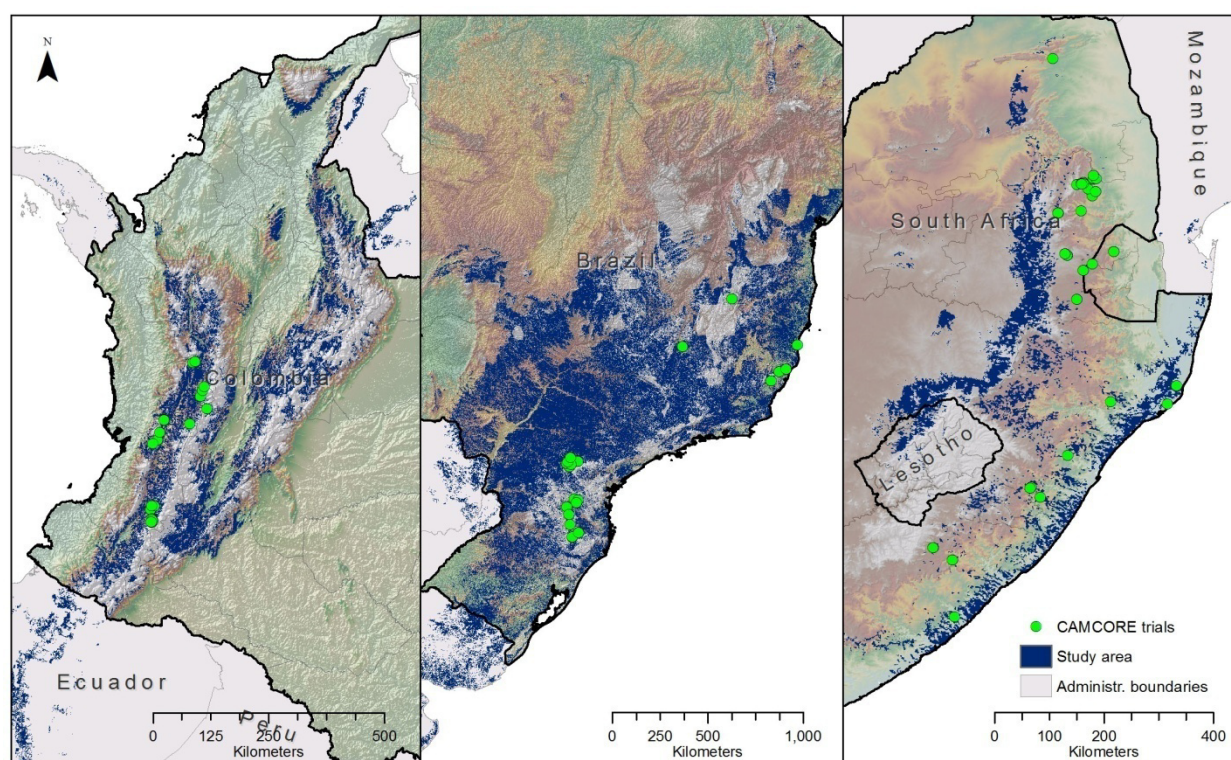 N
Colombia
Ecuador
Peru
0 125 250 500
Kilometers
Brazil
0 250 500 1,000
Kilometers
Mozambique
South Africa
Lesotho
CAMCORE trials
Study area
Administr. boundaries
0 100 200 400
Kilometers